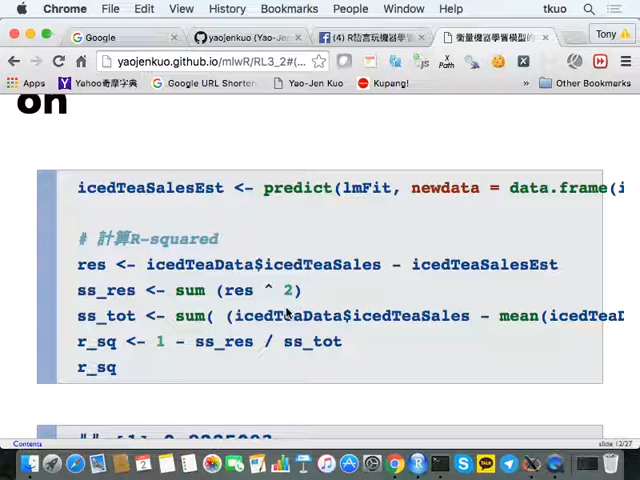 Chrome File Edit View History Bookmarks People Window Help tkuo
Google
yaojenkuo (Yao-Jen
(4) R語言玩機器學習
衡量機器學習模型的
Tony
yaojenkuo.github.io/mlwR/RL3_2#(
Apps Yahoo奇摩字典 Google URL Shorten Yao-Jen Kuo Kupang! Other Bookmarks
on
icedTeaSalesEst <- predict(lmFit, newdata = data.frame(i
# 計算R-squared
res <- icedTeaData$icedTeaSales - icedTeaSalesEst
ss_res <- sum (res ^ 2)
ss_tot <- sum( (icedTeaData$icedTeaSales - mean(icedTeaD
r_sq <- 1 - ss_res / ss_tot
r_sq
Contents
slide 12/27